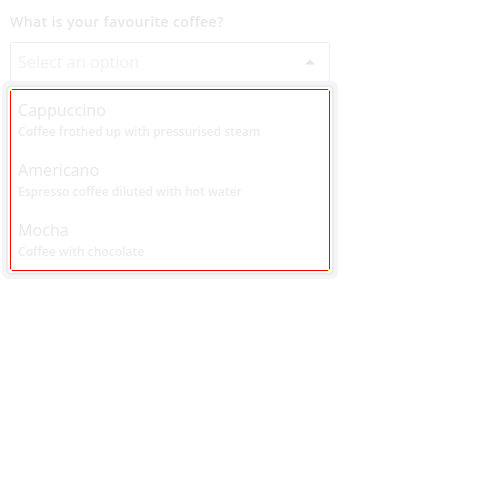 What is your favourite coffee?
Select an option
Cappuccino
Coffee frothed up with pressurised steam
Americano
Espresso coffee diluted with hot water
Mocha
Coffee with chocolate